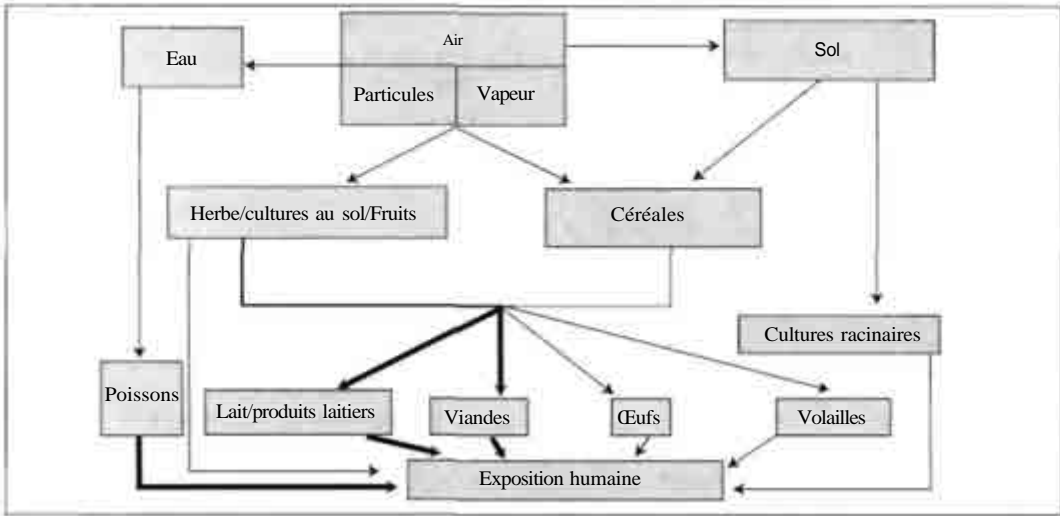 Air
Eau
Sol
Particules
Vapeur
Herbe/cultures au sol/Fruits
Céréales
Cultures racinaires
Poissons
Lait/produits laitiers
Viandes
Œufs
Volailles
Exposition humaine